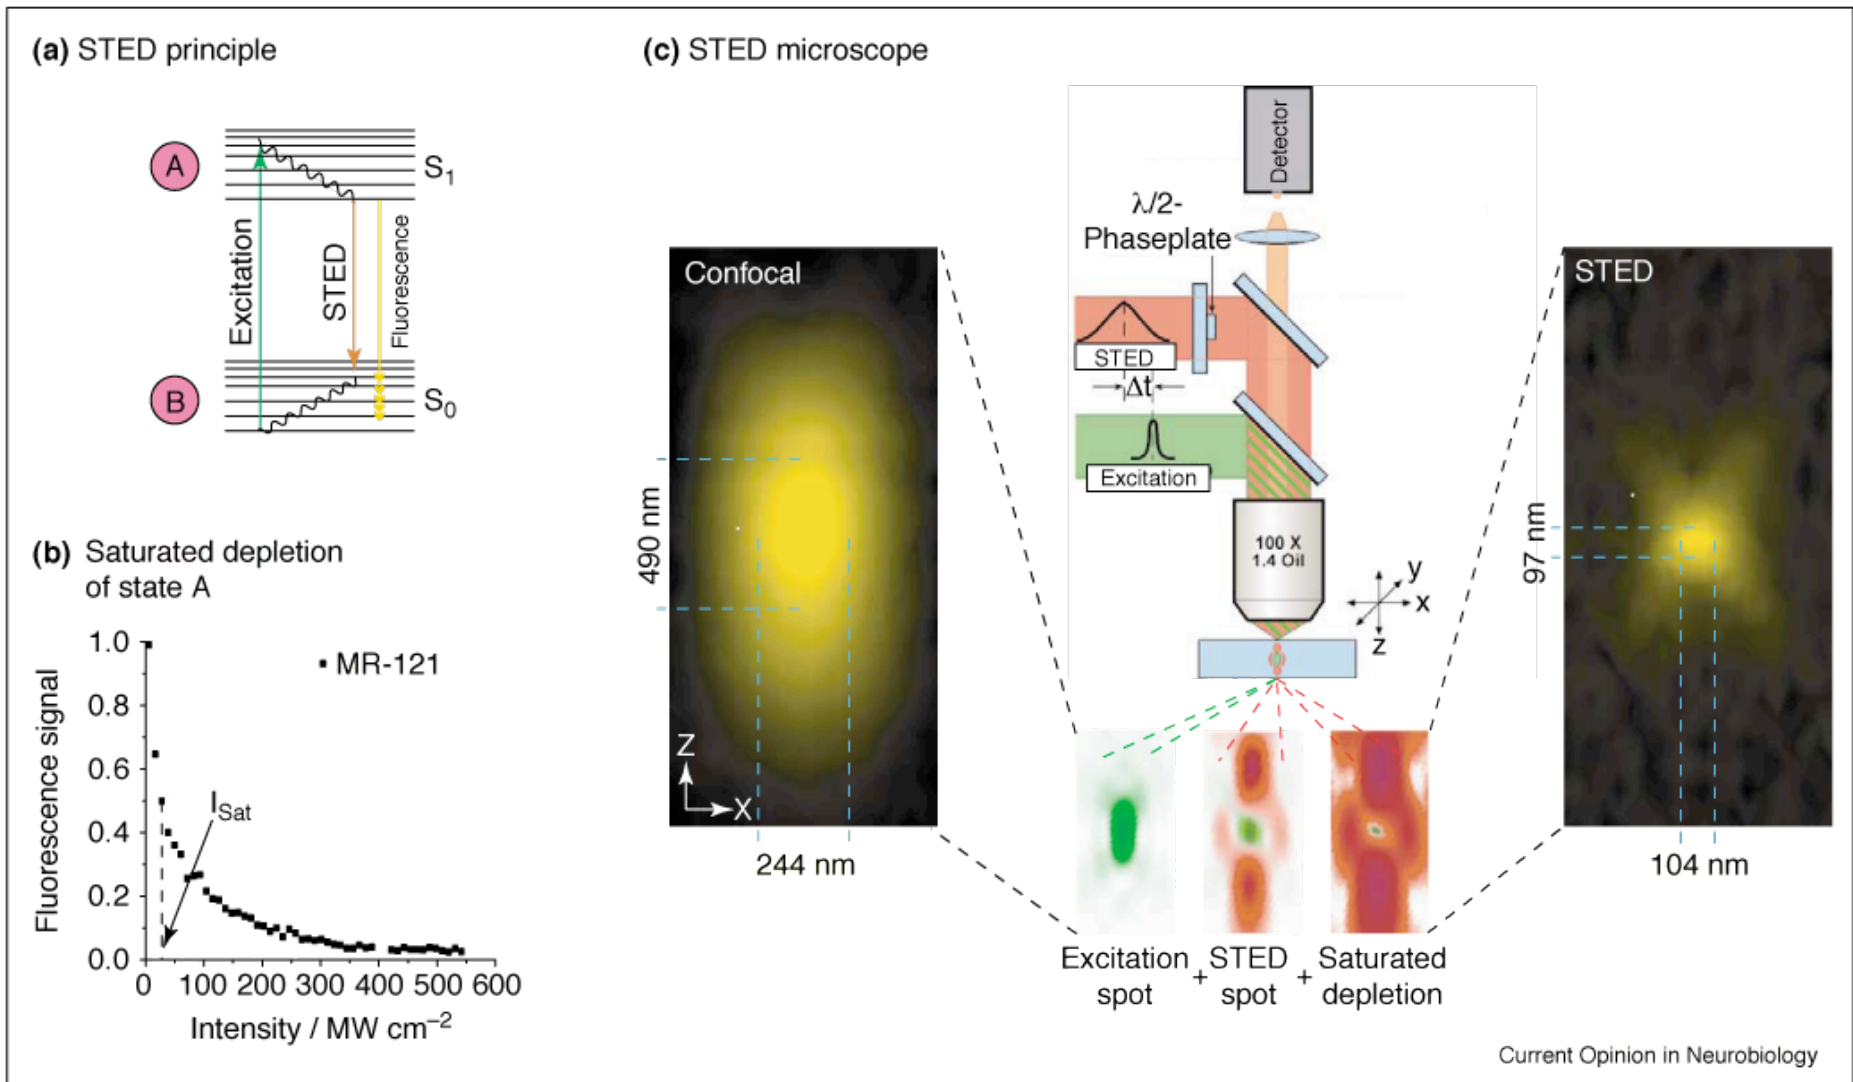 (a) STED principle
A
S1
Excitation
STED
Fluorescence
B
S0
(b) Saturated depletion
of state A
1.0
0.8
0.6
0.4
0.2
0.0
Fluorescence signal
MR-121
ISat
0 100 200 300 400 500 600
Intensity / MW cm–2
(c) STED microscope
Confocal
490 nm
Z
X
244 nm
Detector
λ/2-
Phaseplate
STED
Δt
Excitation
100 X
1.4 Oil
y
x
z
Excitation
spot
+
STED
spot
+
Saturated
depletion
STED
97 nm
104 nm
Current Opinion in Neurobiology